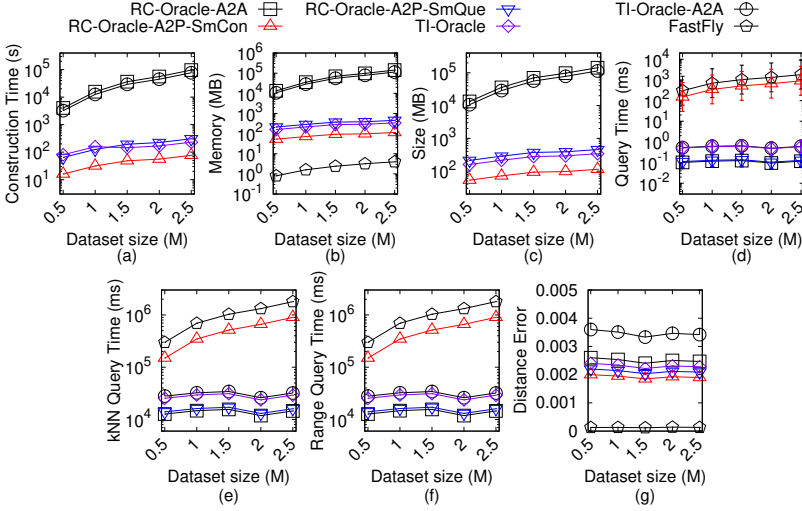 RC-Oracle-A2A RC-Oracle-A2P-SmQue TI-Oracle-A2A
RC-Oracle-A2P-SmCon TI-Oracle FastFly
Construction Time (s)
10^5
10^4
10^3
10^2
10^1
0.5 1 1.5 2 2.5
Dataset size (M)
(a)
Memory (MB)
10^6
10^5
10^4
10^3
10^2
10^1
10^0
10^-1
0.5 1 1.5 2 2.5
Dataset size (M)
(b)
Size (MB)
10^5
10^4
10^3
10^2
0.5 1 1.5 2 2.5
Dataset size (M)
(c)
Query Time (ms)
10^4
10^3
10^2
10^0
10^-1
10^-2
0.5 1 1.5 2 2.5
Dataset size (M)
(d)
kNN Query Time (ms)
10^6
10^5
10^4
0.5 1 1.5 2 2.5
Dataset size (M)
(e)
Range Query Time (ms)
10^6
10^5
10^4
0.5 1 1.5 2 2.5
Dataset size (M)
(f)
Distance Error
0.005
0.004
0.003
0.002
0.001
0
0.5 1 1.5 2 2.5
Dataset size (M)
(g)